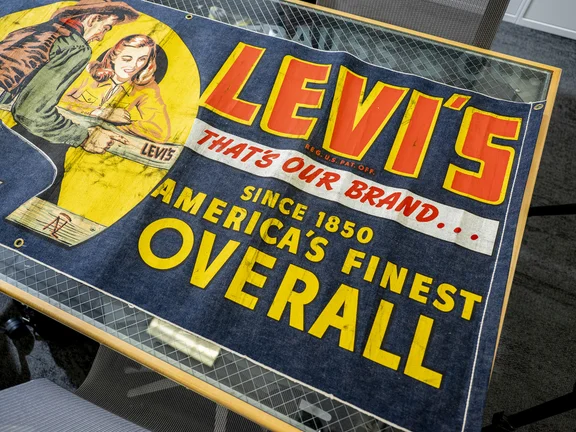 LEVI'S
REG. U.S. PAT. OFF.
THAT'S OUR BRAND...
SINCE 1850
AMERICA'S FINEST
OVERALL
LEVI'S